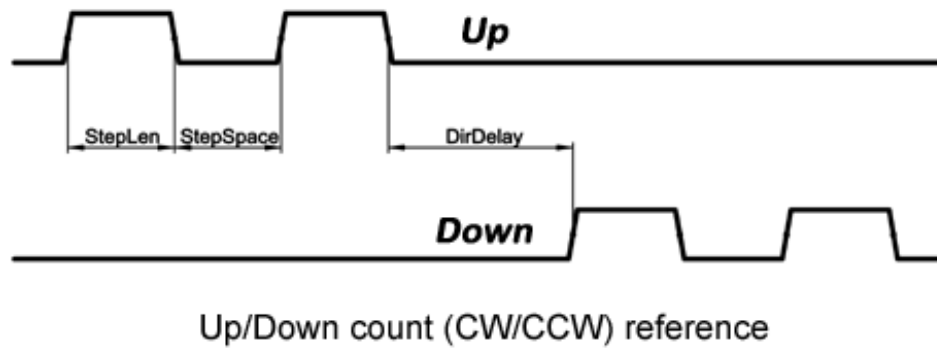 Up
StepLen StepSpace DirDelay
Down
Up/Down count (CW/CCW) reference